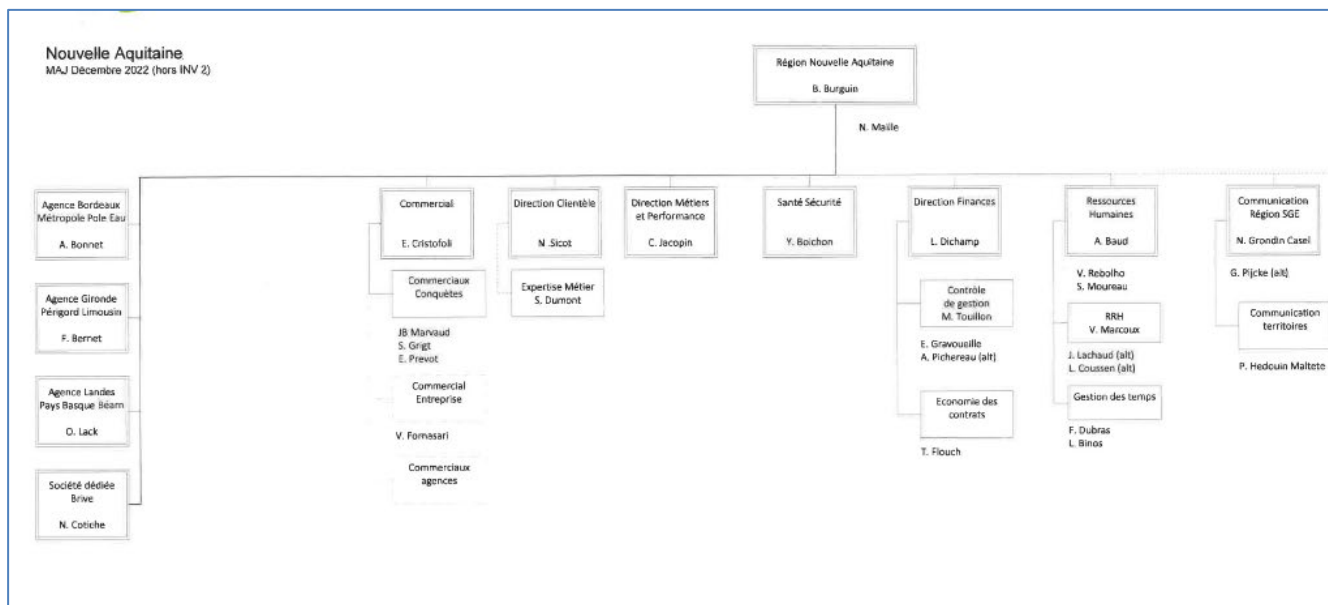 Nouvelle Aquitaine
MAJ Décembre 2022 (hors INV 2)
Région Nouvelle Aquitaine
B. Burguin
N. Maille
Agence Bordeaux
Métropole Pole Eau
A. Bonnet
Agence Gironde
Périgord Limousin
F. Bernet
Agence Landes
Pays Basque Béarn
O. Lack
Société dédiée
Brive
N. Cotiche
Commercial
E. Cristofoli
Commerciaux
Conquètes
JB Marvaud
S. Grigt
E. Prevot
Commercial
Entreprise
V. Fornasari
Commerciaux
agences
Direction Clientèle
N .Sicot
Expertise Métier
S. Dumont
Direction Métiers
et Performance
C. Jacopin
Santé Sécurité
Y. Boichon
Direction Finances
L. Dichamp
Contrôle
de gestion
M. Touillon
E. Gravoueille
A. Pichereau (alt)
Economie des
contrats
T. Flouch
Ressources
Humaines
A. Baud
V. Rebolho
S. Moureau
RRH
V. Marcoux
J. Lachaud (alt)
L. Coussen (alt)
Gestion des temps
F. Dubras
L. Binos
Communication
Région SGE
N. Grondin Casel
G. Pijcke (alt)
Communication
territoires
P. Hedouin Maltete